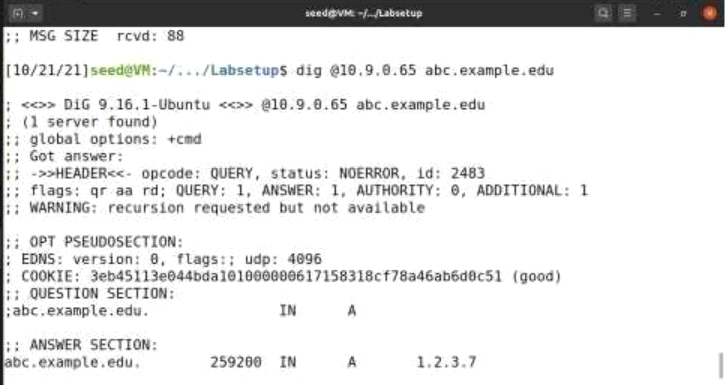 seed@VM: ~/.../Labsetup
;; MSG SIZE  rcvd: 88
[10/21/21]seed@VM:~/.../Labsetup$ dig @10.9.0.65 abc.example.edu
; <<>> DiG 9.16.1-Ubuntu <<>> @10.9.0.65 abc.example.edu
; (1 server found)
;; global options: +cmd
;; Got answer:
;; ->>HEADER<<- opcode: QUERY, status: NOERROR, id: 2483
;; flags: qr aa rd; QUERY: 1, ANSWER: 1, AUTHORITY: 0, ADDITIONAL: 1
;; WARNING: recursion requested but not available
;; OPT PSEUDOSECTION:
; EDNS: version: 0, flags:; udp: 4096
; COOKIE: 3eb45113e044bda101000000617158318cf78a46ab6d0c51 (good)
;; QUESTION SECTION:
;abc.example.edu. IN A
;; ANSWER SECTION:
abc.example.edu. 259200 IN A 1.2.3.7